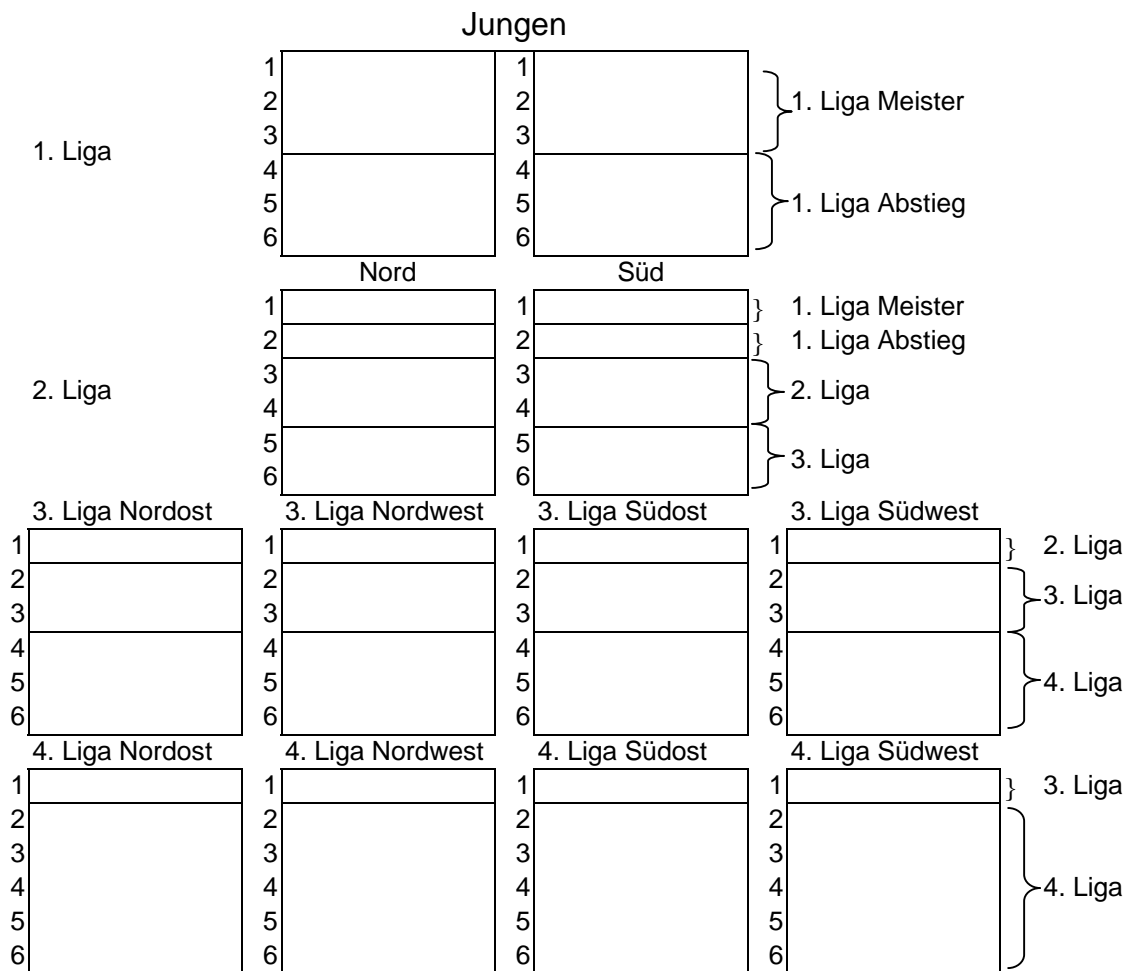 Jungen
1 1
2 2 1. Liga Meister
3 3
1. Liga
4 4
5 5 1. Liga Abstieg
6 6
Nord Süd
1 1 } 1. Liga Meister
2 2 } 1. Liga Abstieg
3 3
2. Liga 2. Liga
4 4
5 5
3. Liga
6 6
3. Liga Nordost 3. Liga Nordwest 3. Liga Südost 3. Liga Südwest
1 1 1 1 } 2. Liga
2 2 2 2
3. Liga
3 3 3 3
4 4 4 4
5 5 5 5 4. Liga
6 6 6 6
4. Liga Nordost 4. Liga Nordwest 4. Liga Südost 4. Liga Südwest
1 1 1 1 } 3. Liga
2 2 2 2
3 3 3 3
4 4 4 4 4. Liga
5 5 5 5
6 6 6 6